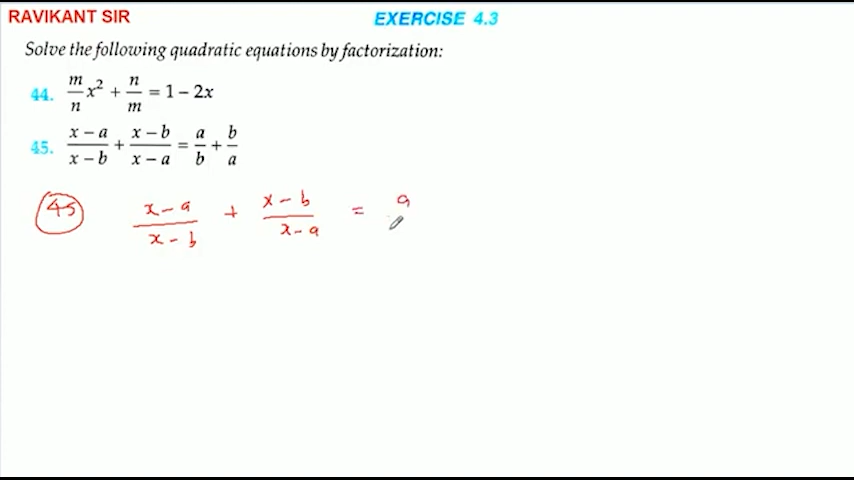 RAVIKANT SIR
EXERCISE 4.3
Solve the following quadratic equations by factorization:
44. m/n x² + n/m = 1 – 2x
45. x – a/x – b + x – b/x – a = a/b + b/a
45 x – a/x – b + x – b/x – a = a